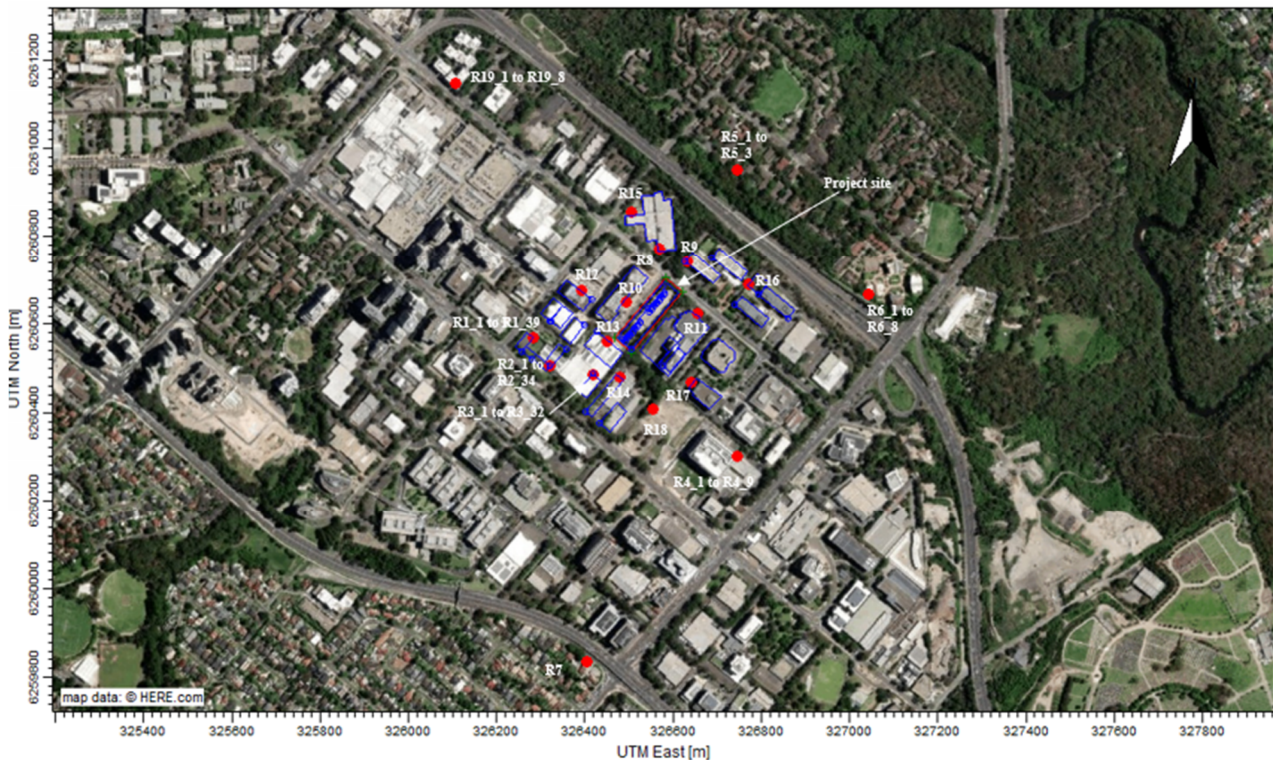 R19_1 to R19_8
R5_1 to
R5_3
Project site
R15
R8
R9
R12
R10
R16
R6_1 to
R6_8
R1_1 to R1_39
R13
R11
R2_1 to
R2_34
R14
R17
R3_1 to R3_32
R18
R4_1 to R4_9
R7
map data: © HERE.com
6261200
6261000
6260800
6260600
6260400
6260200
6260000
6259800
UTM North [m]
325400
325600
325800
326000
326200
326400
326600
326800
327000
327200
327400
327600
327800
UTM East [m]